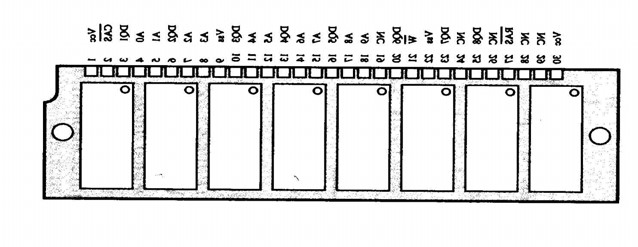 Vcc 1
CAS 2
DQ1 3
A0 4
A1 5
DQ2 6
A2 7
A3 8
Vss 9
DQ3 10
A4 11
A5 12
DQ4 13
A6 14
A7 15
DQ5 16
A8 17
A9 18
NC 19
DQ6 20
W 21
Vss 22
DQ7 23
NC 24
DQ8 25
NC 26
RAS 27
NC 28
NC 29
Vcc 30